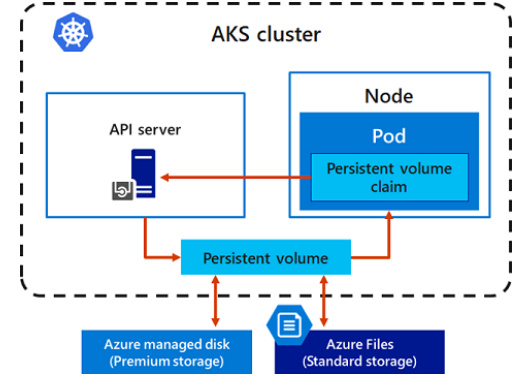 AKS cluster
API server
Node
Pod
Persistent volume
claim
Persistent volume
Azure managed disk
(Premium storage)
Azure Files
(Standard storage)